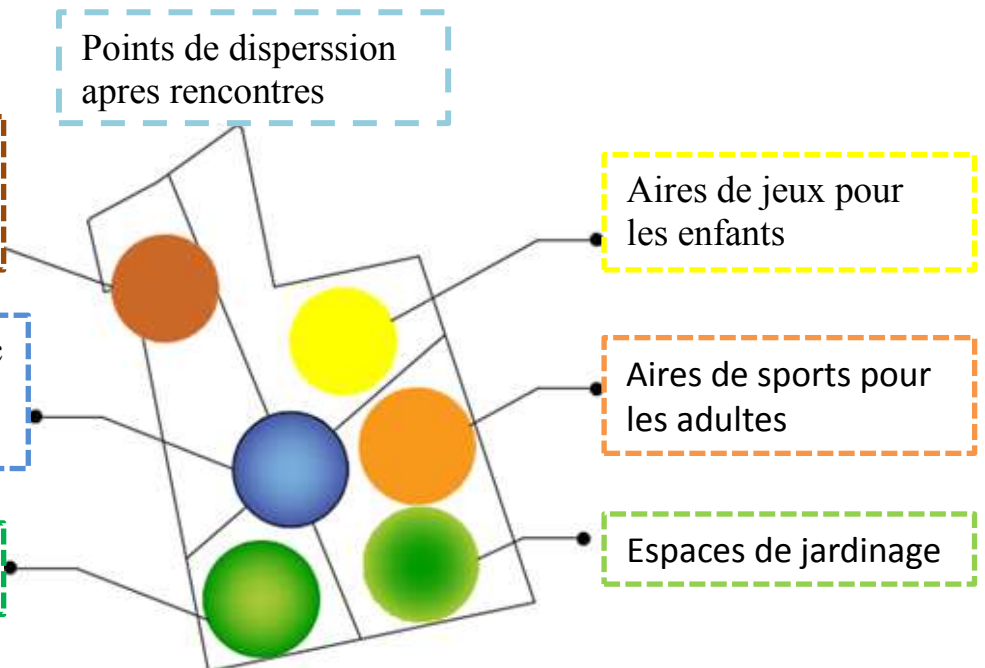 Points de disperssion
apres rencontres
Aires de jeux pour
les enfants
Aires de sports pour
les adultes
Espaces de jardinage